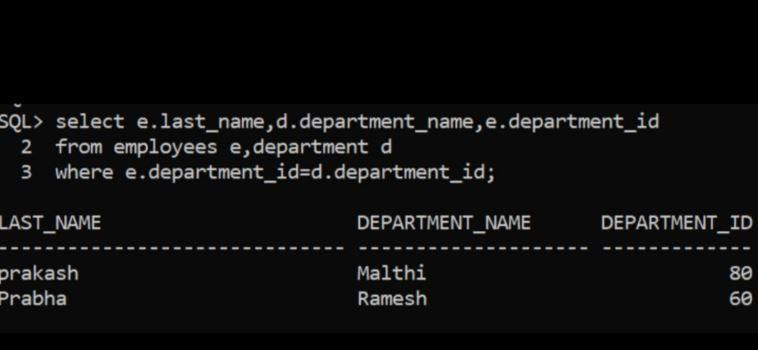 SQL> select e.last_name,d.department_name,e.department_id
2 from employees e,department d
3 where e.department_id=d.department_id;
LAST_NAME DEPARTMENT_NAME DEPARTMENT_ID
------------------------------ -------------------- -------------
prakash Malthi 80
Prabha Ramesh 60